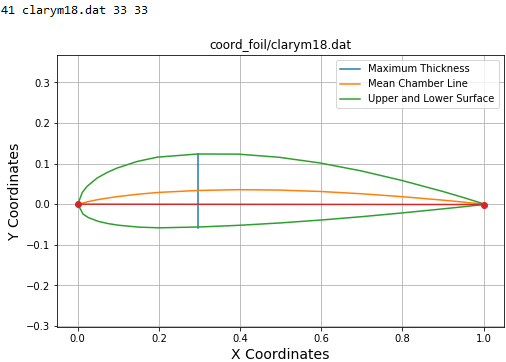 41 clarym18.dat 33 33
coord_foil/clarym18.dat
Maximum Thickness
Mean Chamber Line
Upper and Lower Surface
Y Coordinates
0.3
0.2
0.1
0.0
−0.1
−0.2
−0.3
0.0 0.2 0.4 0.6 0.8 1.0
X Coordinates